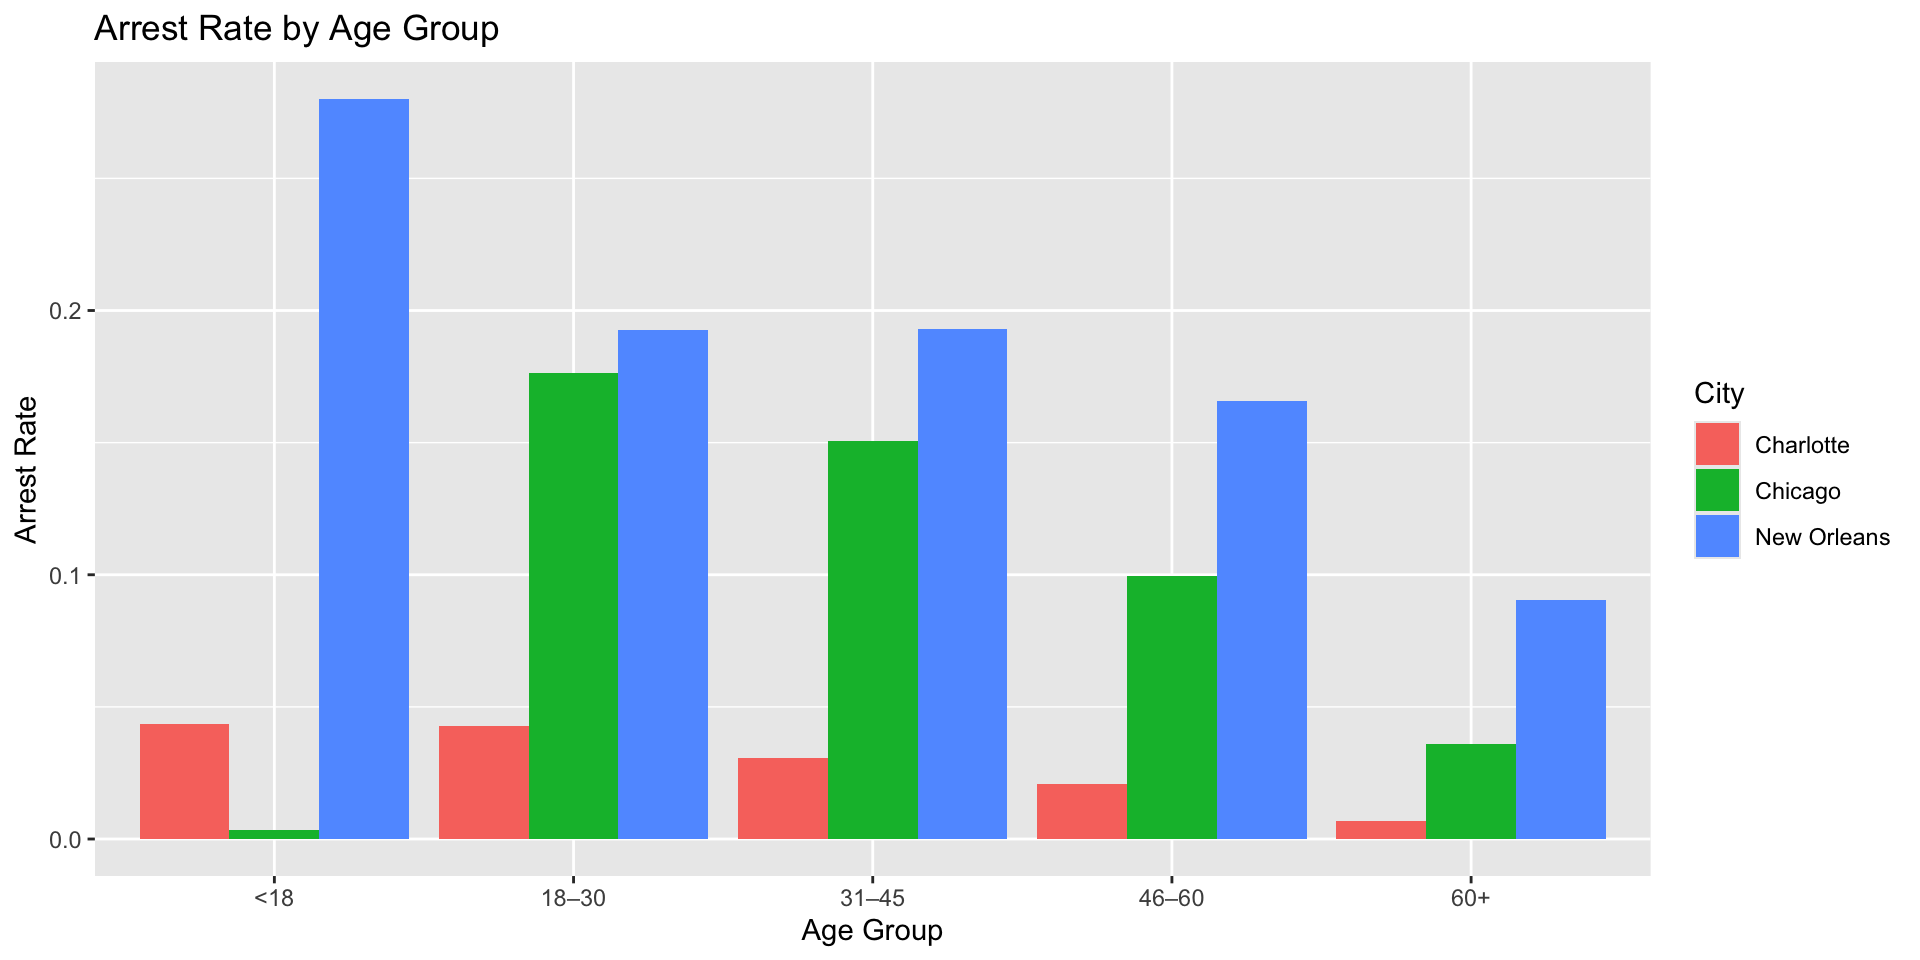 Arrest Rate by Age Group
Arrest Rate
0.2
0.1
0.0
<18
18–30
31–45
46–60
60+
Age Group
City
Charlotte
Chicago
New Orleans